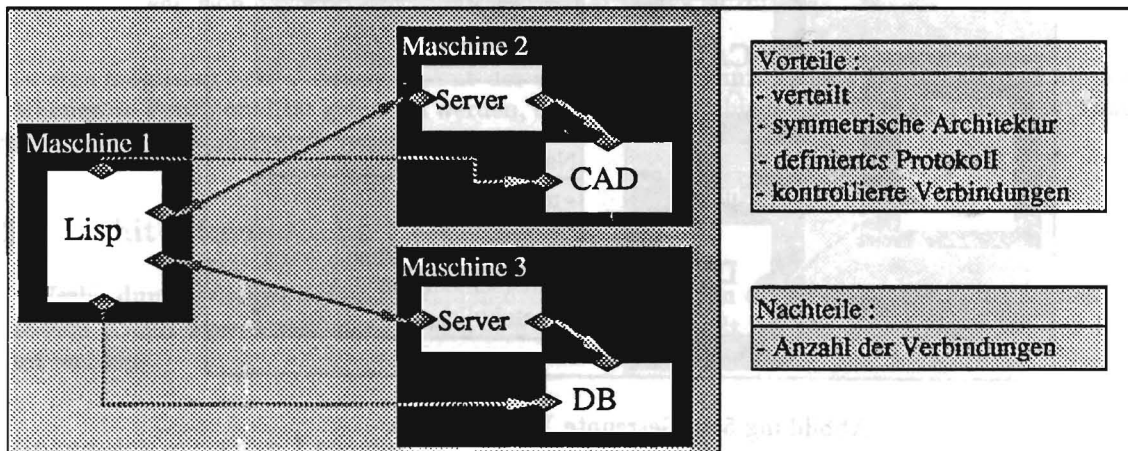 Maschine 1
Lisp
Maschine 2
Server
CAD
Maschine 3
Server
DB
Vorteile :
- verteilt
- symmetrische Architektur
- definiertes Protokoll
- kontrollierte Verbindungen
Nachteile :
- Anzahl der Verbindungen